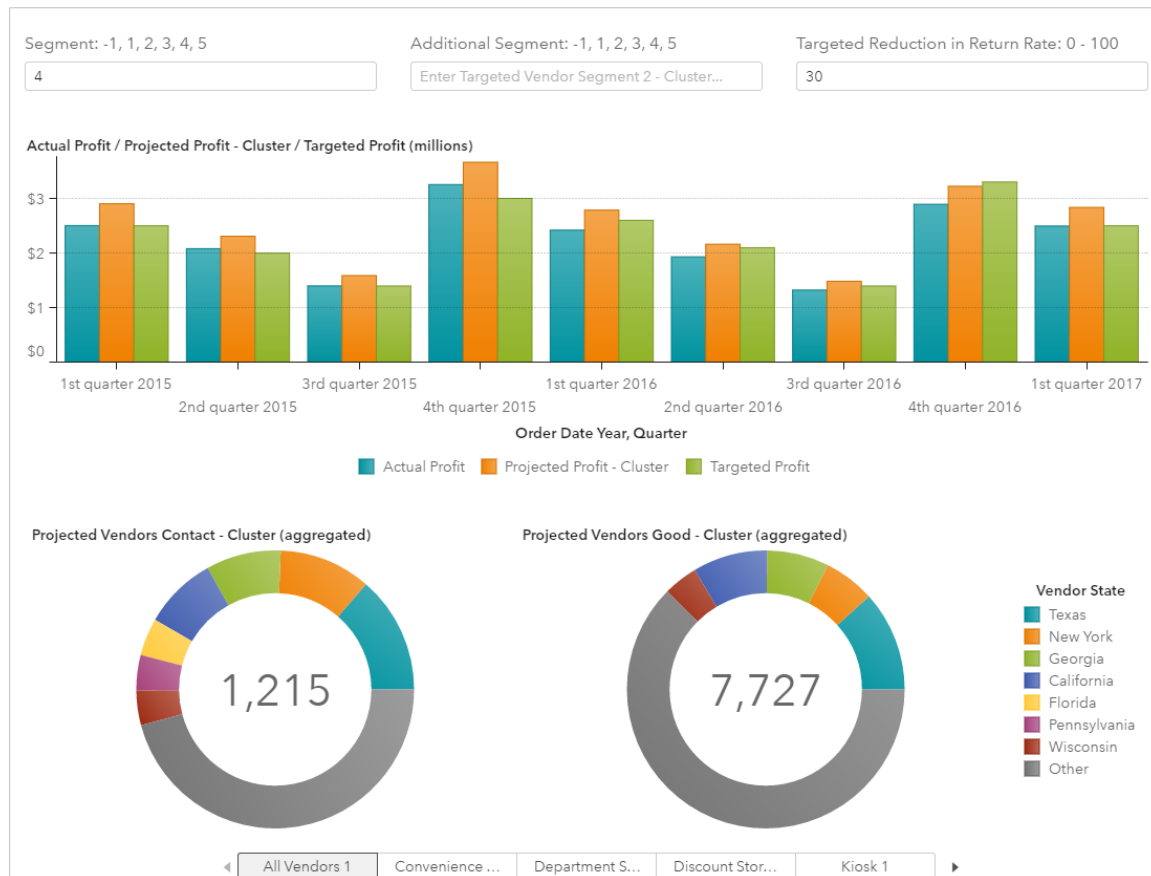 Segment: -1, 1, 2, 3, 4, 5
Additional Segment: -1, 1, 2, 3, 4, 5
Targeted Reduction in Return Rate: 0 - 100
4
Enter Targeted Vendor Segment 2 - Cluster...
30
Actual Profit / Projected Profit - Cluster / Targeted Profit (millions)
$3
$2
$1
$0
1st quarter 2015
2nd quarter 2015
3rd quarter 2015
4th quarter 2015
1st quarter 2016
2nd quarter 2016
3rd quarter 2016
4th quarter 2016
1st quarter 2017
Order Date Year, Quarter
Actual Profit
Projected Profit - Cluster
Targeted Profit
Projected Vendors Contact - Cluster (aggregated)
1,215
Projected Vendors Good - Cluster (aggregated)
7,727
Vendor State
Texas
New York
Georgia
California
Florida
Pennsylvania
Wisconsin
Other
All Vendors 1
Convenience ...
Department S...
Discount Stor...
Kiosk 1